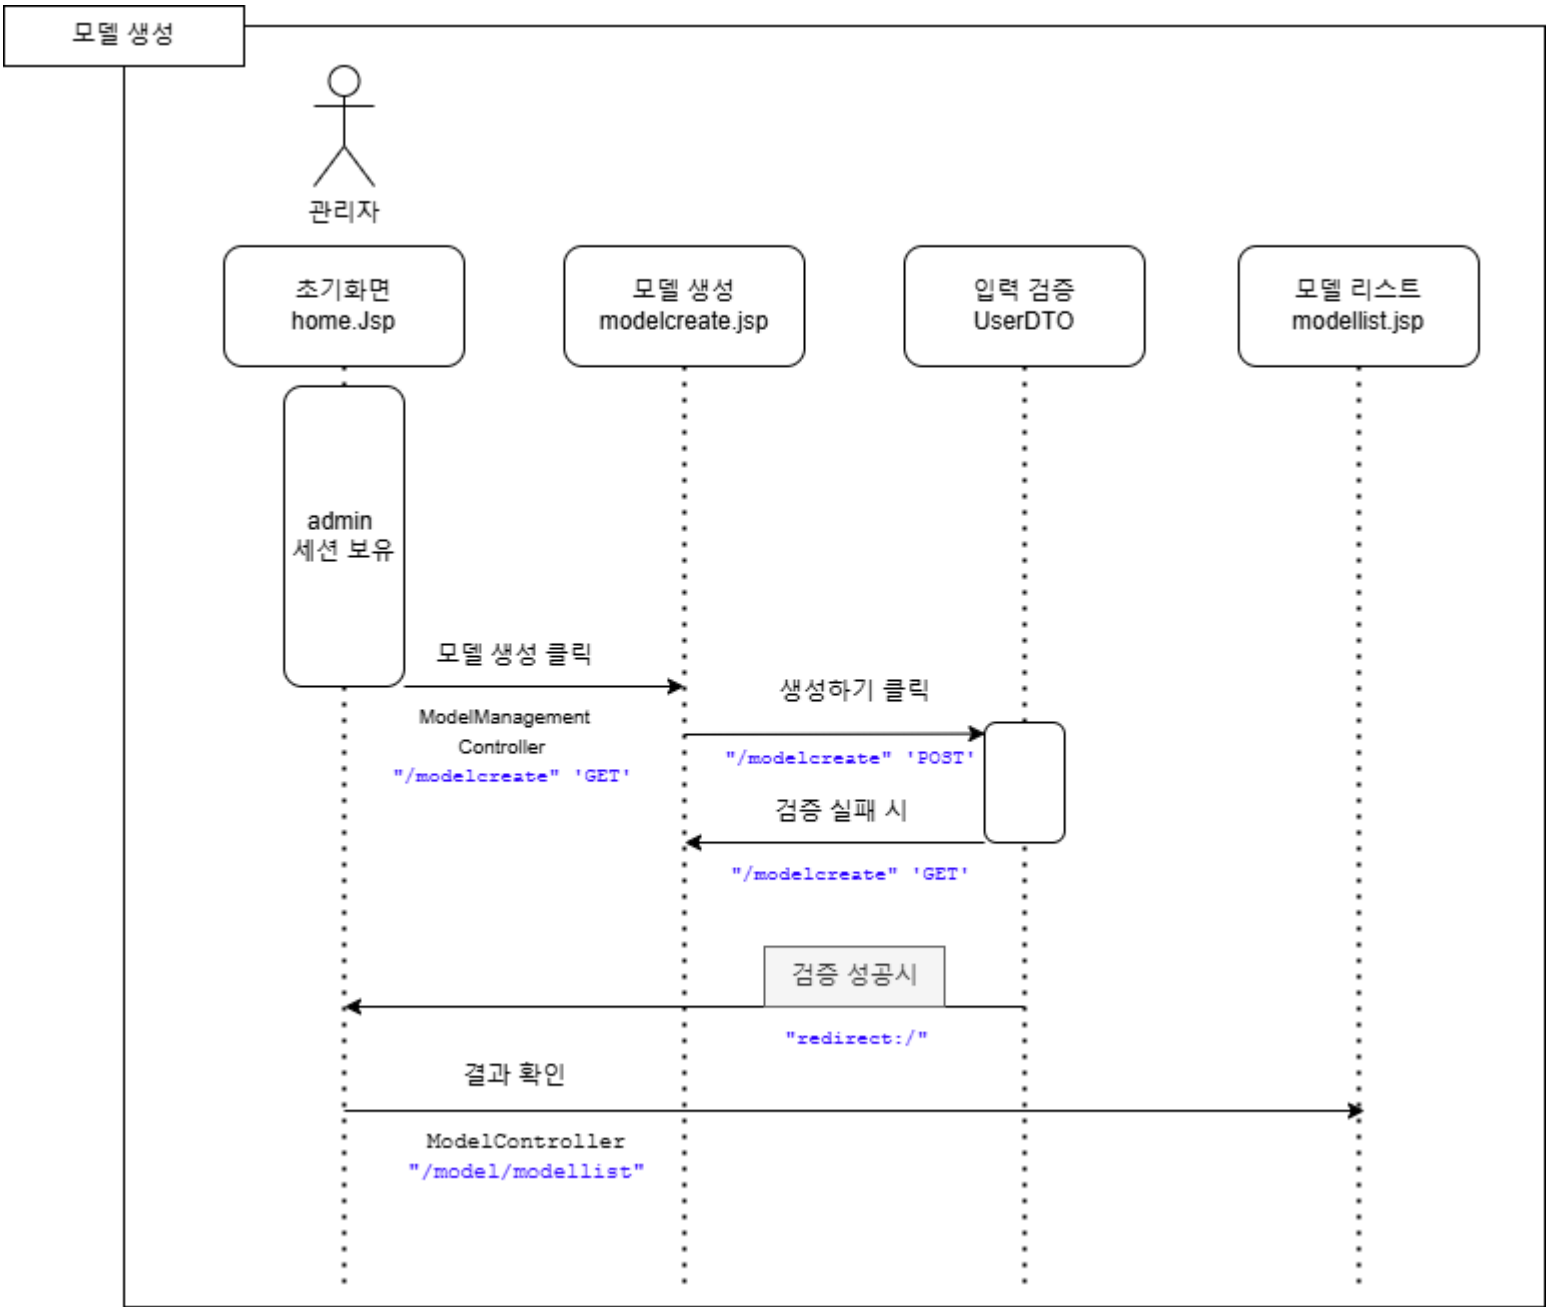 모델 생성
관리자
초기화면
home.Jsp
모델 생성
modelcreate.jsp
입력 검증
UserDTO
모델 리스트
modellist.jsp
admin
세션 보유
모델 생성 클릭
ModelManagement
Controller
"/modelcreate" 'GET'
생성하기 클릭
"/modelcreate" 'POST'
검증 실패 시
"/modelcreate" 'GET'
검증 성공시
"redirect:/"
결과 확인
ModelController
"/model/modellist"